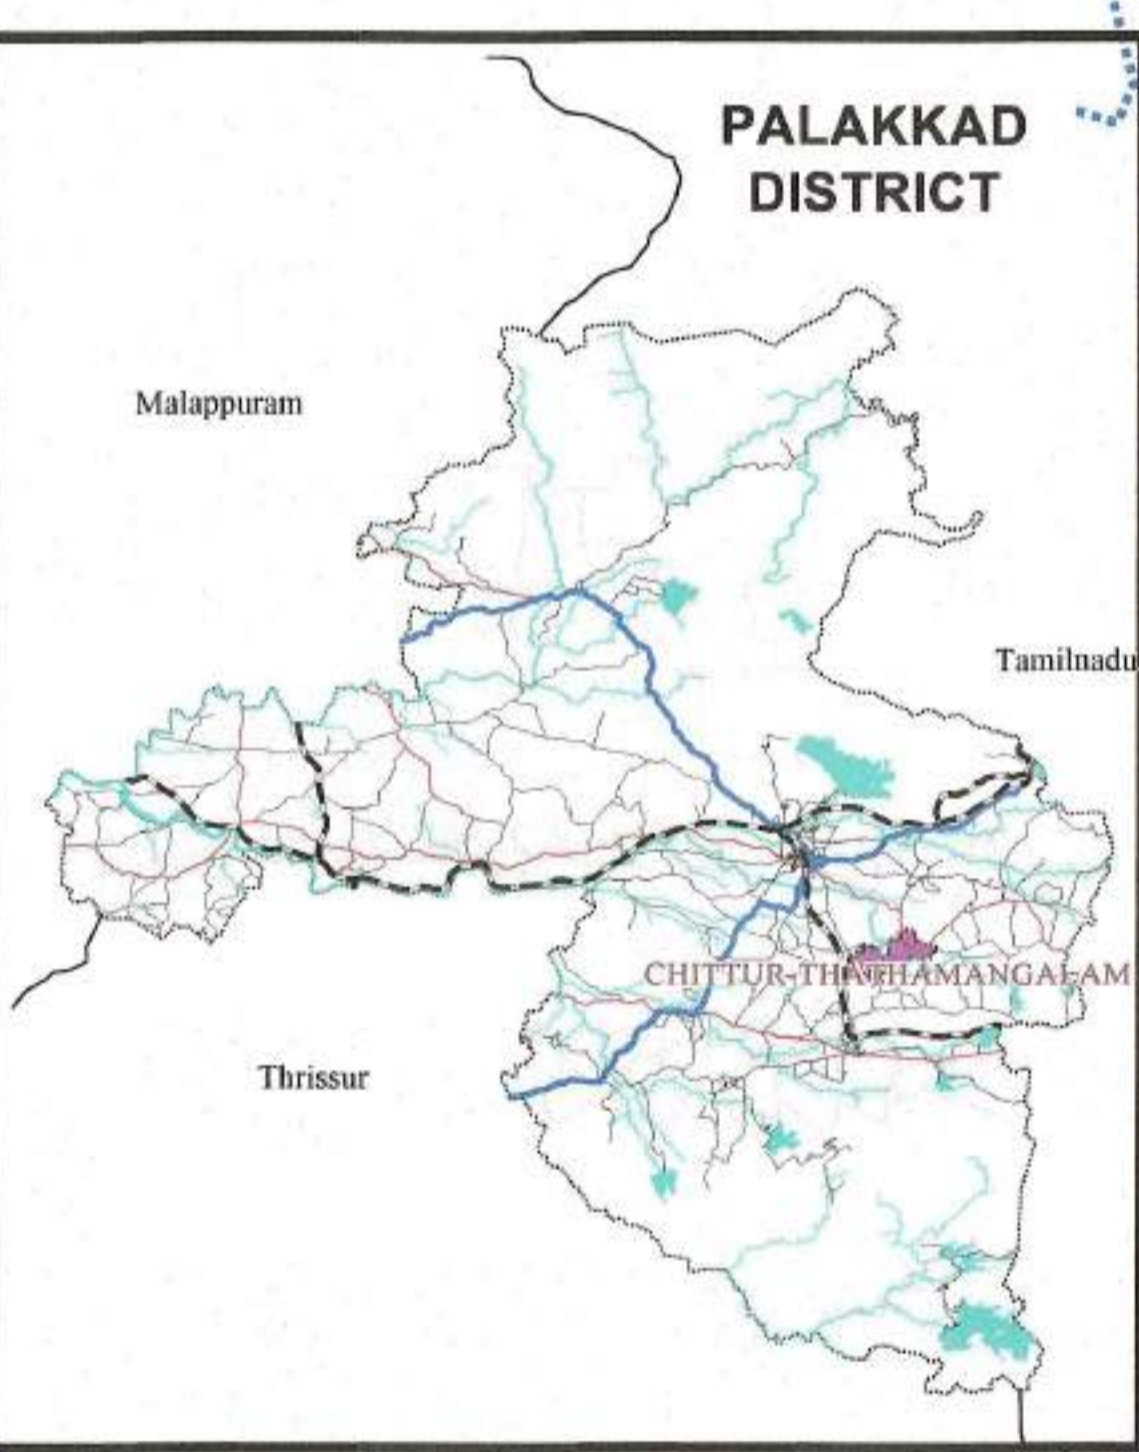 PALAKKAD
DISTRICT
Malappuram
Tamilnadu
CHITTUR-THATHAMANGALAM
Thrissur